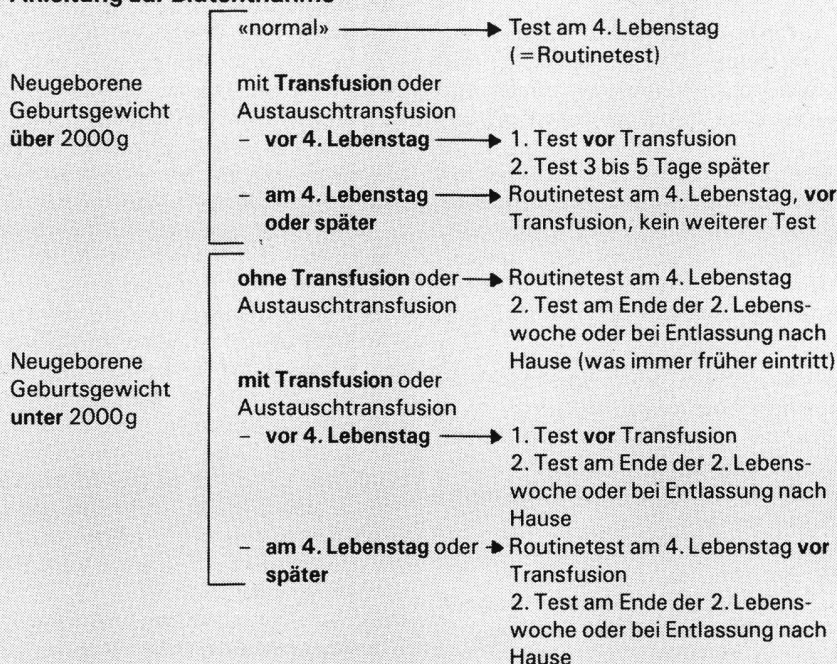 Anleitung zur Blutentnahme
«normal» → Test am 4. Lebenstag
(=Routinetest)
Neugeborene
Geburtsgewicht
über 2000g
mit Transfusion oder
Austauschtransfusion
– vor 4. Lebenstag → 1. Test vor Transfusion
2. Test 3 bis 5 Tage später
– am 4. Lebenstag → Routinetest am 4. Lebenstag, vor
oder später Transfusion, kein weiterer Test
ohne Transfusion oder → Routinetest am 4. Lebenstag
Austauschtransfusion 2. Test am Ende der 2. Lebens-
woche oder bei Entlassung nach
Hause (was immer früher eintritt)
Neugeborene
Geburtsgewicht
unter 2000g
mit Transfusion oder
Austauschtransfusion
– vor 4. Lebenstag → 1. Test vor Transfusion
2. Test am Ende der 2. Lebens-
woche oder bei Entlassung nach
Hause
– am 4. Lebenstag oder → Routinetest am 4. Lebenstag vor
später Transfusion
2. Test am Ende der 2. Lebens-
woche oder bei Entlassung nach
Hause